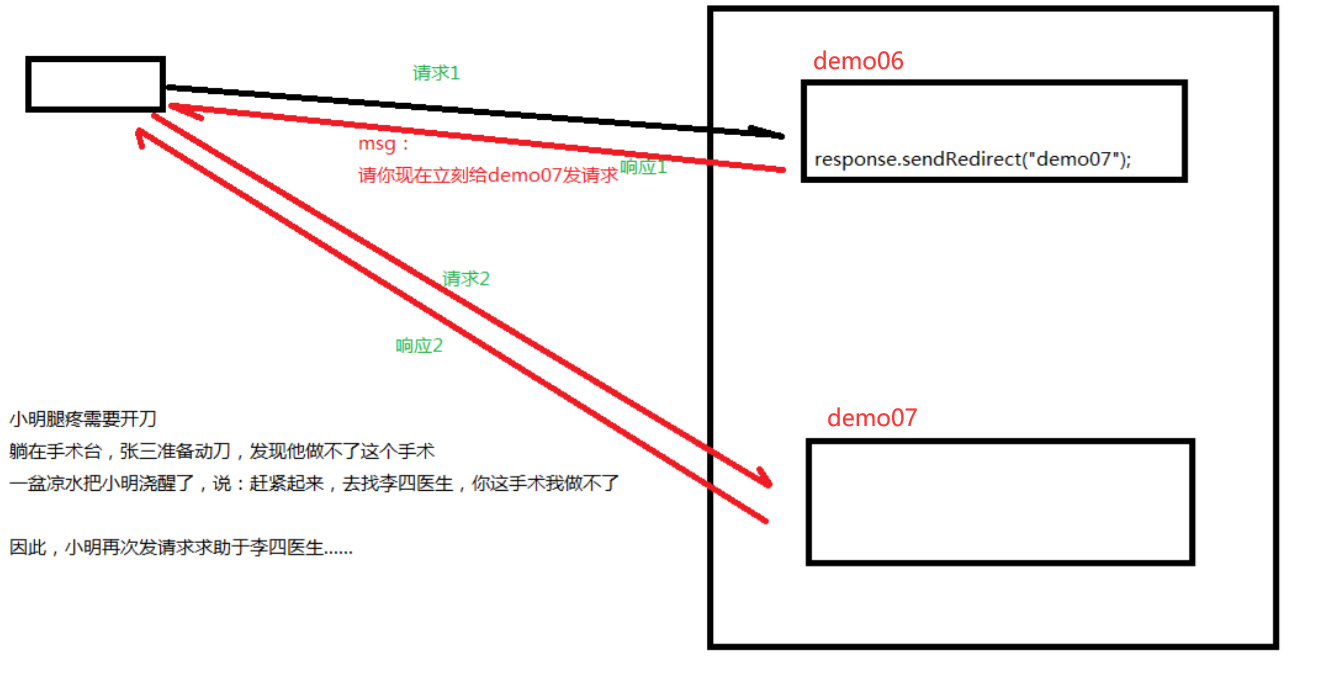 demo06
请求1
msg：
请你现在立刻给demo07发请求
响应1
response.sendRedirect("demo07");
请求2
响应2
小明腿疼需要开刀
躺在手术台，张三准备动刀，发现他做不了这个手术
一盆凉水把小明浇醒了，说：赶紧起来，去找李四医生，你这手术我做不了
因此，小明再次发请求求助于李四医生......
demo07